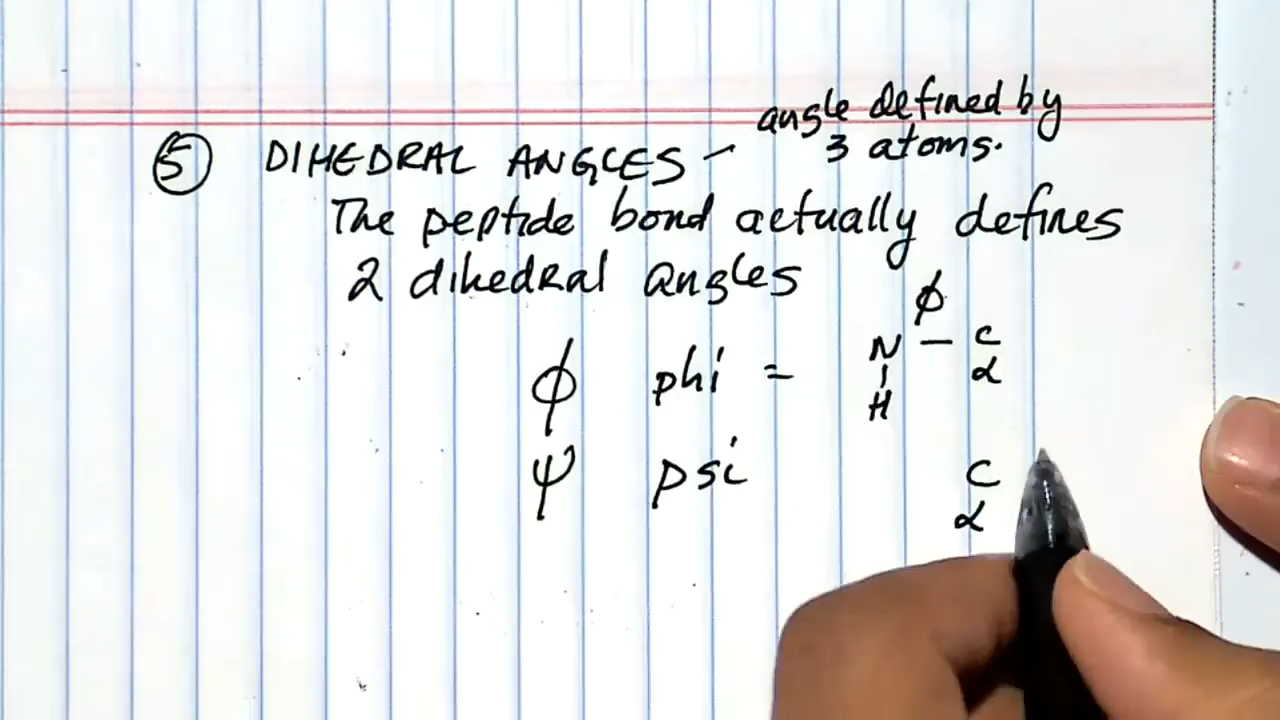 5 DIHEDRAL ANGLES - angle defined by
3 atoms.
The peptide bond actually defines
2 dihedral angles
ϕ
ϕ phi = N - C
H α
ψ psi C
α